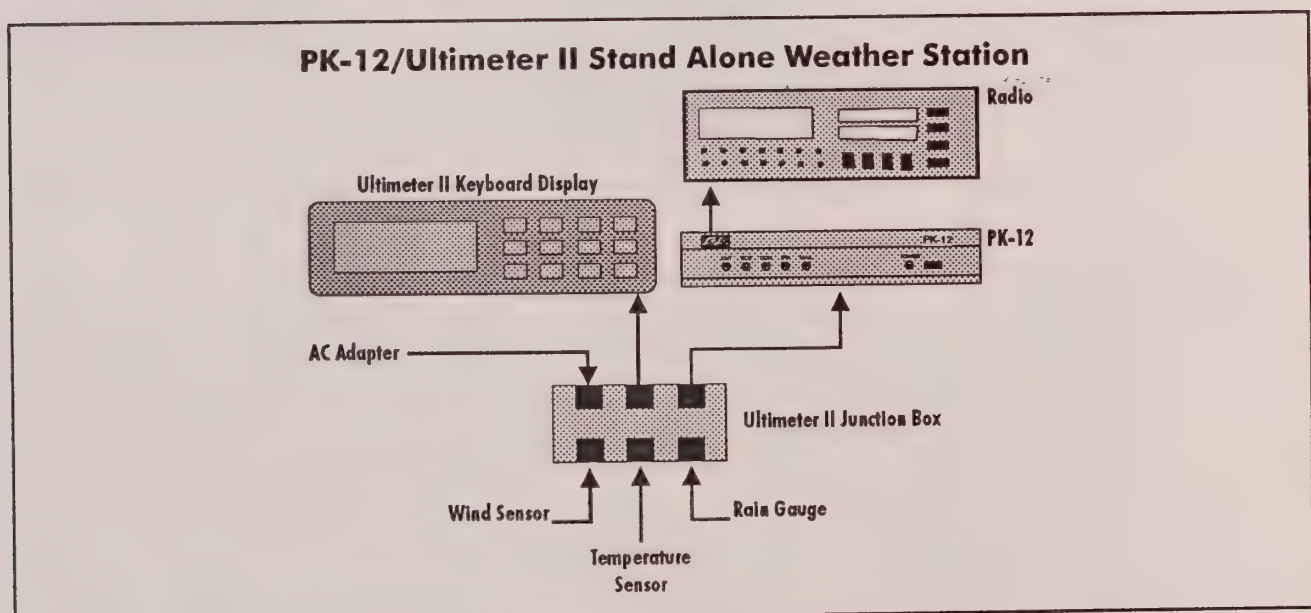 PK-12/Ultimeter II Stand Alone Weather Station
Radio
Ultimeter II Keyboard Display
PK-12
PK-12
AC Adapter
Ultimeter II Junction Box
Wind Sensor
Rain Gauge
Temperature
Sensor